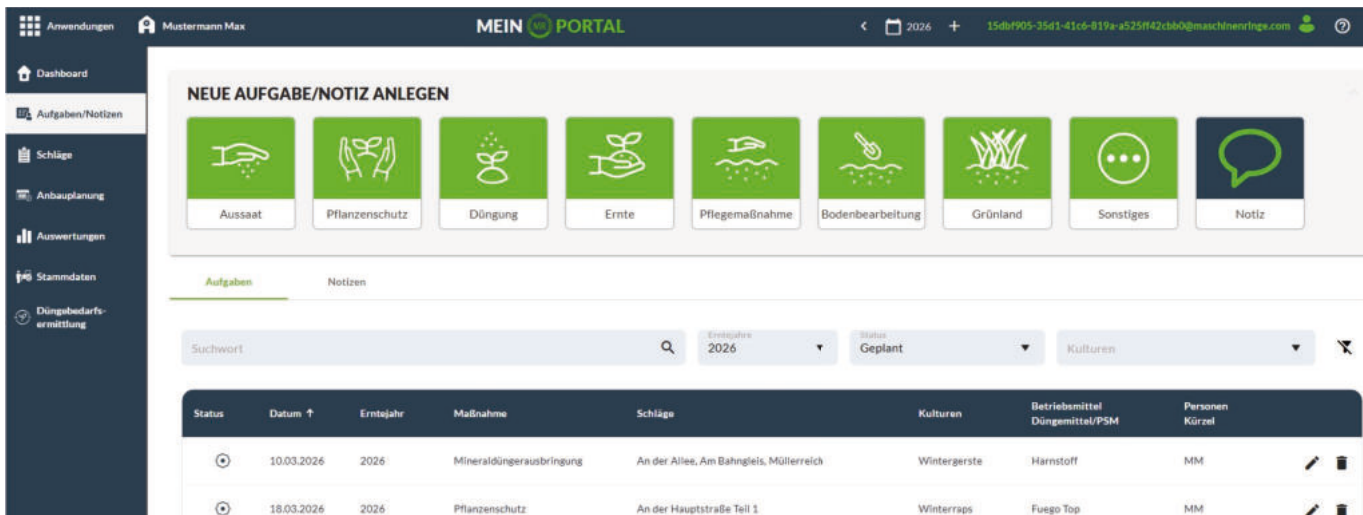 Anwendungen
Mustermann Max
MEIN MR PORTAL
2026
15dbf905-35d1-41c6-819a-a525ff42cbb0@maschinenringe.com
Dashboard
Aufgaben/Notizen
Schläge
Anbauplanung
Auswertungen
Stammdaten
Düngebedarfs-
ermittlung
NEUE AUFGABE/NOTIZ ANLEGEN
Aussaat
Pflanzenschutz
Düngung
Ernte
Pflegemaßnahme
Bodenbearbeitung
Grünland
Sonstiges
Notiz
Aufgaben
Notizen
Suchwort
Erntejahre
2026
Status
Geplant
Kulturen
Status Datum ↑ Erntejahr Maßnahme Schläge Kulturen Betriebsmittel Düngemittel/PSM Personen Kürzel
10.03.2026 2026 Mineraldüngerausbringung An der Allee, Am Bahngleis, Müllerreich Wintergerste Harnstoff MM
18.03.2026 2026 Pflanzenschutz An der Hauptstraße Teil 1 Winterraps Fuego Top MM